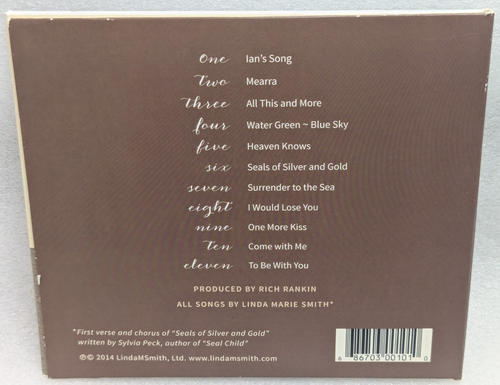 One Ian's Song
Two Mearra
Three All This and More
four Water Green ~ Blue Sky
five Heaven Knows
six Seals of Silver and Gold
seven Surrender to the Sea
eight I Would Lose You
nine One More Kiss
Ten Come with Me
eleven To Be With You
PRODUCED BY RICH RANKIN
ALL SONGS BY LINDA MARIE SMITH*
*First verse and chorus of "Seals of Silver and Gold"
written by Sylvia Peck, author of "Seal Child"
℗© 2014 LindaMSmith, Ltd. www.lindamsmith.com
6 86703 00101 0